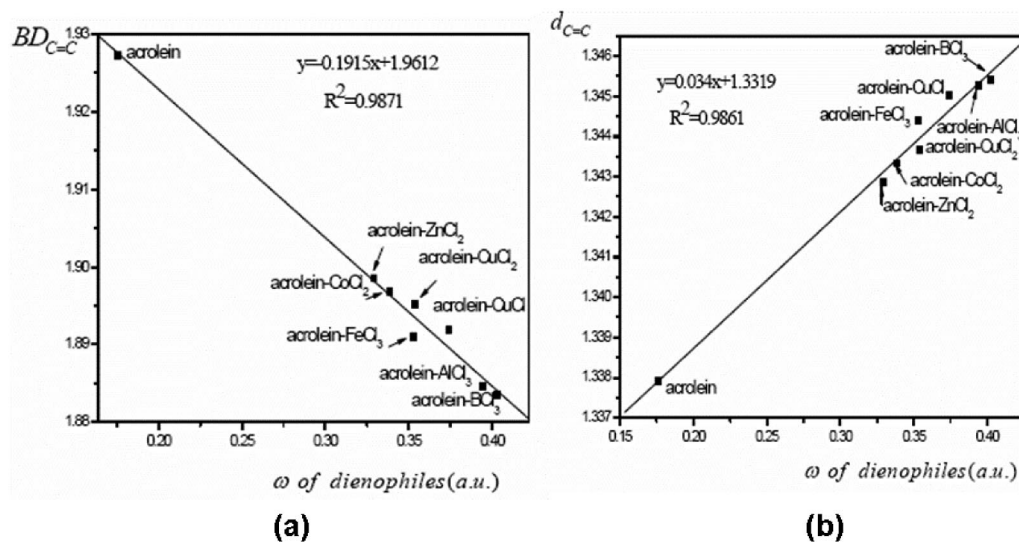 BD C=C
1.93
1.92
1.91
1.90
1.89
1.88
0.20
0.25
0.30
0.35
0.40
acrolein
y=-0.1915x+1.9612
R²=0.9871
acrolein-ZnCl₂
acrolein-CuCl₂
acrolein-CoCl₂
acrolein-CuCl
acrolein-FeCl₃
acrolein-AlCl₃
acrolein-BCl₃
ω of dienophiles(a.u.)
(a)
d C=C
1.346
1.345
1.344
1.343
1.342
1.341
1.340
1.339
1.338
1.337
0.15
0.20
0.25
0.30
0.35
0.40
y=0.034x+1.3319
R²=0.9861
acrolein-BCl₃
acrolein-CuCl
acrolein-FeCl₃
acrolein-AlCl₃
acrolein-CuCl₂
acrolein-CoCl₂
acrolein-ZnCl₂
acrolein
ω of dienophiles(a.u.)
(b)